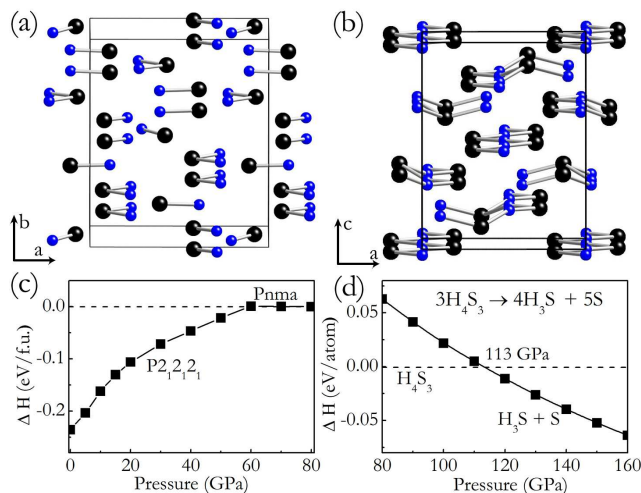 (a)
b
a
(b)
c
a
(c)
Δ H (eV/f.u.)
0.0
-0.1
-0.2
Pnma
P2₁2₁2₁
0 20 40 60 80
Pressure (GPa)
(d)
Δ H (eV/atom)
0.05
0.00
-0.05
3H₄S₃ → 4H₃S + 5S
113 GPa
H₄S₃
H₃S + S
80 100 120 140 160
Pressure (GPa)